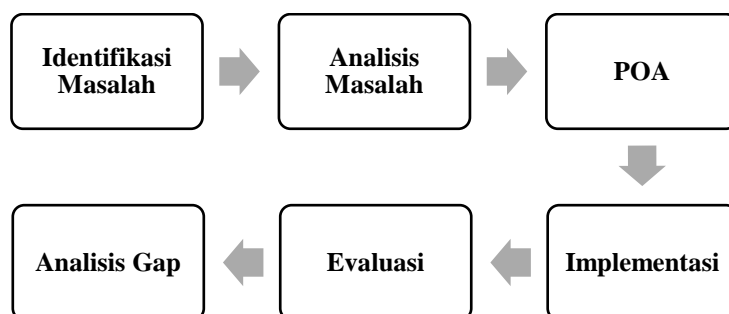 Identifikasi
Masalah
Analisis
Masalah
POA
Implementasi
Evaluasi
Analisis Gap